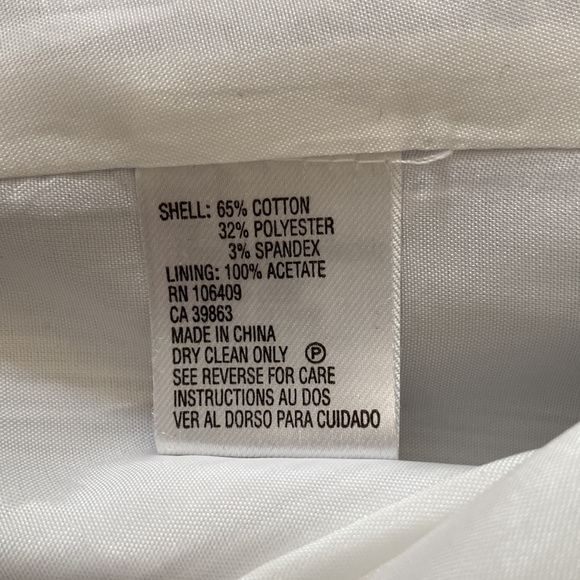 SHELL: 65% COTTON
32% POLYESTER
3% SPANDEX
LINING: 100% ACETATE
RN 106409
CA 39863
MADE IN CHINA
DRY CLEAN ONLY Ⓟ
SEE REVERSE FOR CARE
INSTRUCTIONS AU DOS
VER AL DORSO PARA CUIDADO